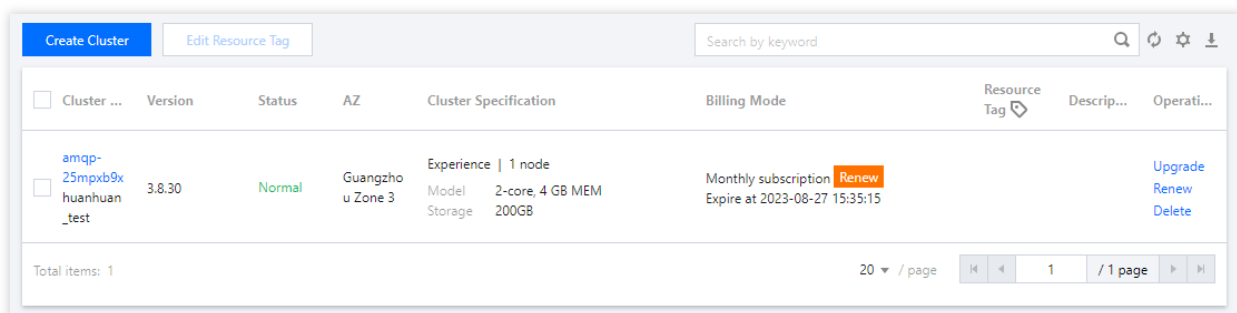 Create Cluster
Edit Resource Tag
Search by keyword
Cluster ...
Version
Status
AZ
Cluster Specification
Billing Mode
Resource
Tag
Descrip...
Operati...
amqp-
25mpxb9x
huanhuan
_test
3.8.30
Normal
Guangzho
u Zone 3
Experience | 1 node
Model 2-core, 4 GB MEM
Storage 200GB
Monthly subscription Renew
Expire at 2023-08-27 15:35:15
Upgrade
Renew
Delete
Total items: 1
20 / page
1 / 1 page